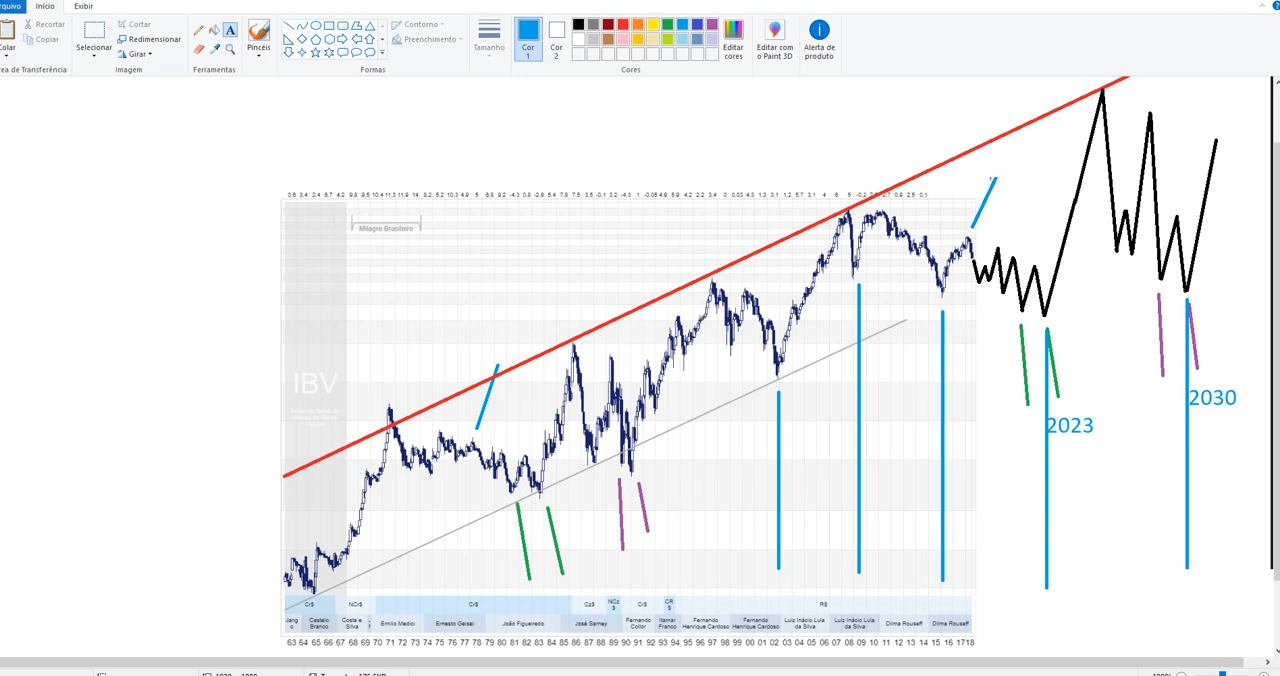 Início
Exibir
Recortar
Copiar
Colar
Área de Transferência
Selecionar
Cortar
Redimensionar
Girar
Imagem
A
Ferramentas
Pincéis
Contorno
Preenchimento
Formas
Tamanho
Cor 1
Cor 2
Editar cores
Cores
Editar com o Paint 3D
Alerta de produto
Milagre Brasileiro
IBV
2023
2030
Cr$ NCr$ Cr$ Cz$ NCz$ Cr$ CR$ R$
Castelo Branco
Costa e Silva
Emilio Medici
Ernesto Geisel
João Figueiredo
José Sarney
Fernando Collor
Itamar Franco
Fernando Henrique Cardoso
Fernando Henrique Cardoso
Luiz Inácio Lula da Silva
Luiz Inácio Lula da Silva
Dilma Rouseff
Dilma Rouseff
63 64 65 66 67 68 69 70 71 72 73 74 75 76 77 78 79 80 81 82 83 84 85 86 87 88 89 90 91 92 93 94 95 96 97 98 99 00 01 02 03 04 05 06 07 08 09 10 11 12 13 14 15 16 17 18